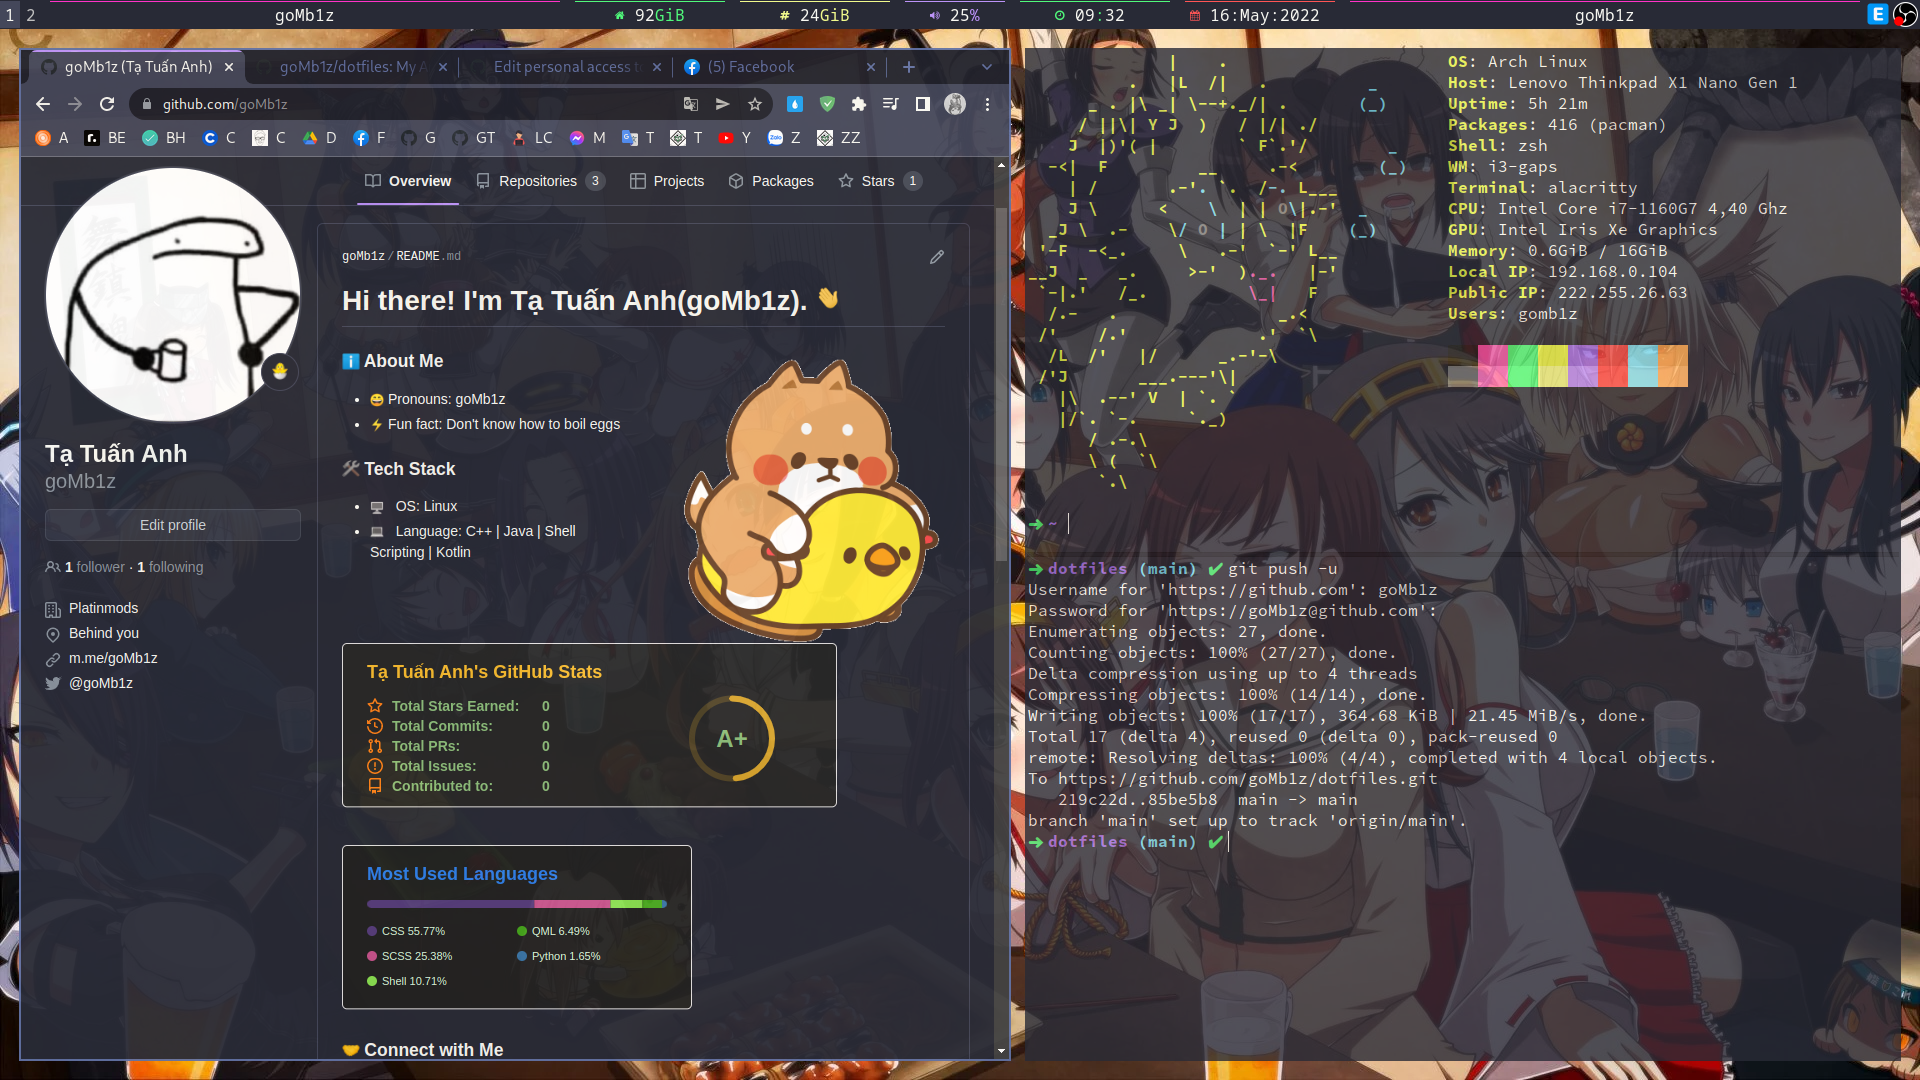 1 2
goMb1z
92GiB
24GiB
25%
09:32
16:May:2022
goMb1z
E
goMb1z (Tạ Tuấn Anh)
goMb1z/dotfiles: My A
Edit personal access to
(5) Facebook
github.com/goMb1z
A BE BH C C D F G GT LC M T T Y Z ZZ
Overview
Repositories 3
Projects
Packages
Stars 1
Tạ Tuấn Anh
goMb1z
Edit profile
1 follower · 1 following
Platinmods
Behind you
m.me/goMb1z
@goMb1z
goMb1z/README.md
Hi there! I'm Tạ Tuấn Anh(goMb1z). 👋
ℹ️ About Me
• 😄 Pronouns: goMb1z
• ⚡ Fun fact: Don't know how to boil eggs
🛠 Tech Stack
• 🖥 OS: Linux
• 💻 Language: C++ | Java | Shell
Scripting | Kotlin
Tạ Tuấn Anh's GitHub Stats
Total Stars Earned: 0
Total Commits: 0
Total PRs: 0
Total Issues: 0
Contributed to: 0
A+
Most Used Languages
CSS 55.77%
QML 6.49%
SCSS 25.38%
Python 1.65%
Shell 10.71%
🤝 Connect with Me
OS: Arch Linux
Host: Lenovo Thinkpad X1 Nano Gen 1
Uptime: 5h 21m
Packages: 416 (pacman)
Shell: zsh
WM: i3-gaps
Terminal: alacritty
CPU: Intel Core i7-1160G7 4,40 Ghz
GPU: Intel Iris Xe Graphics
Memory: 0.6GiB / 16GiB
Local IP: 192.168.0.104
Public IP: 222.255.26.63
Users: gomb1z
➜ ~
➜ dotfiles (main) ✔ git push -u
Username for 'https://github.com': goMb1z
Password for 'https://goMb1z@github.com':
Enumerating objects: 27, done.
Counting objects: 100% (27/27), done.
Delta compression using up to 4 threads
Compressing objects: 100% (14/14), done.
Writing objects: 100% (17/17), 364.68 KiB | 21.45 MiB/s, done.
Total 17 (delta 4), reused 0 (delta 0), pack-reused 0
remote: Resolving deltas: 100% (4/4), completed with 4 local objects.
To https://github.com/goMb1z/dotfiles.git
219c22d..85be5b8 main -> main
branch 'main' set up to track 'origin/main'.
➜ dotfiles (main) ✔